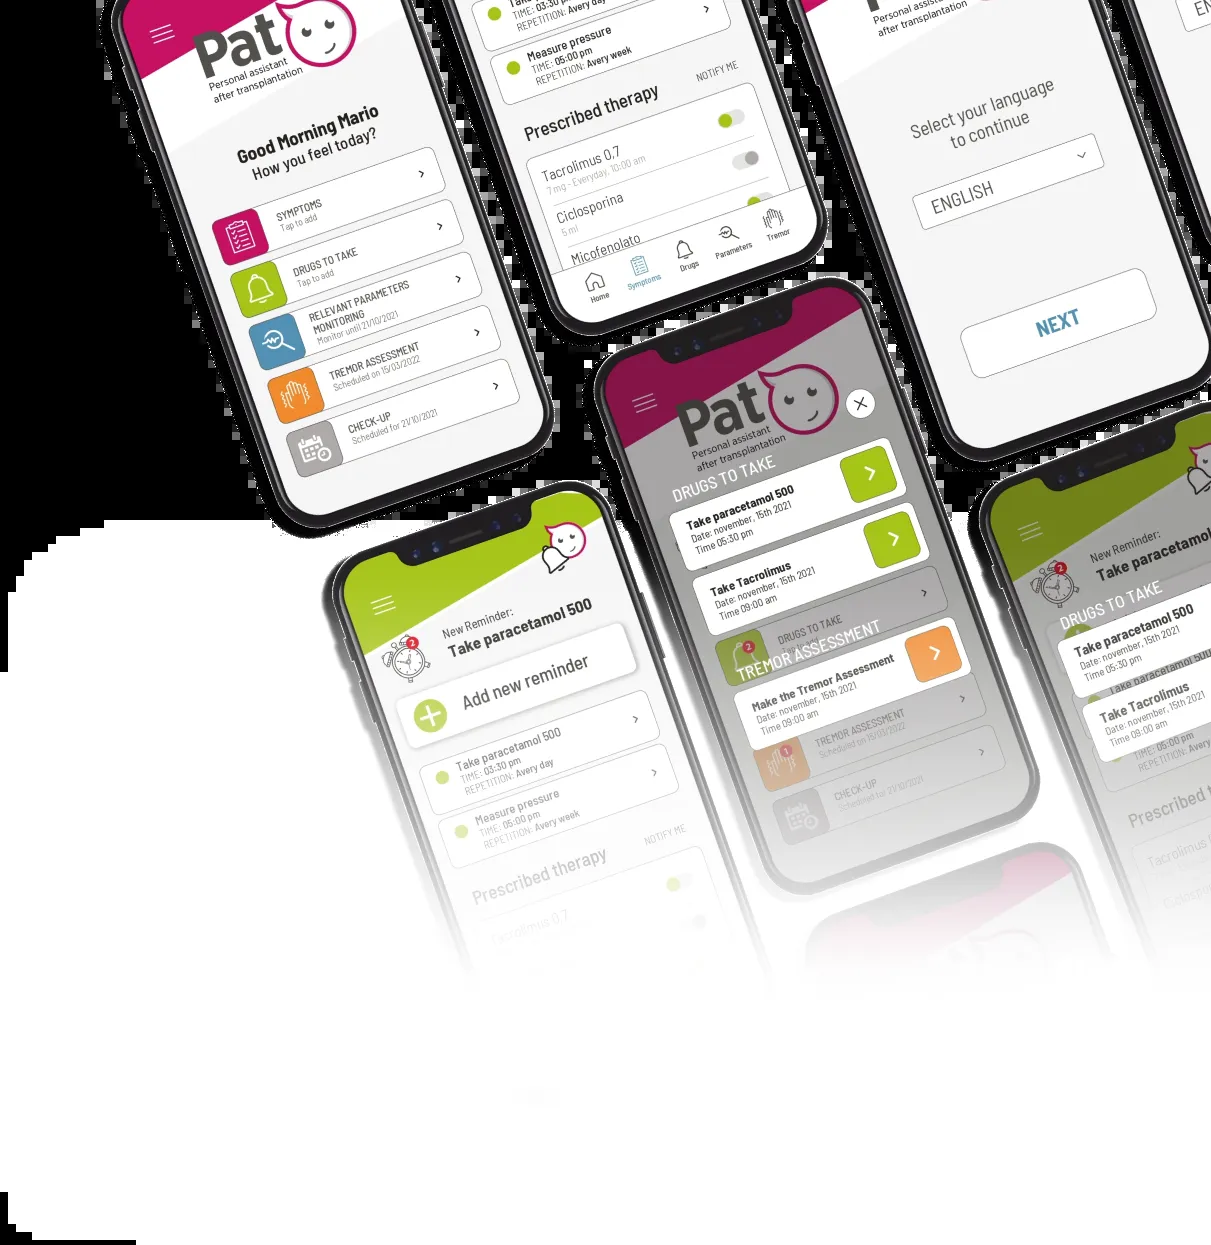 Pat
Personal assistant
after transplantation
Good Morning Mario
How you feel today?
SYMPTOMS
Tap to add
DRUGS TO TAKE
Tap to add
RELEVANT PARAMETERS
MONITORING
Monitor until 21/10/2021
TREMOR ASSESSMENT
Scheduled on 15/03/2022
CHECK-UP
Scheduled for 21/10/2021
TIME: 03:30 pm
REPETITION: Avery day
Measure pressure
TIME: 05:00 pm
REPETITION: Avery week
NOTIFY ME
Prescribed therapy
Tacrolimus 0,7
7 mg - Everyday, 10:00 am
Ciclosporina
5 ml
Micofenolato
Home
Symptoms
Drugs
Parameters
Tremor
Personal assistant
after transplantation
Select your language
to continue
ENGLISH
NEXT
Pat
Personal assistant
after transplantation
DRUGS TO TAKE
Take paracetamol 500
Date: november, 15th 2021
Time 05:30 pm
Take Tacrolimus
Date: november, 15th 2021
Time 09:00 am
2
DRUGS TO TAKE
TREMOR ASSESSMENT
Make the Tremor Assessment
Date: november, 15th 2021
Time 09:00 am
1
TREMOR ASSESSMENT
Scheduled on 15/03/2022
CHECK-UP
Scheduled for 21/10/2021
2
New Reminder:
Take paracetamol 500
Add new reminder
Take paracetamol 500
TIME: 03:30 pm
REPETITION: Avery day
Measure pressure
TIME: 05:00 pm
REPETITION: Avery week
NOTIFY ME
Prescribed therapy
Tacrolimus 0,7
2
New Reminder:
Take paracetamol
DRUGS TO TAKE
Take paracetamol 500
Date: november, 15th 2021
Time 05:30 pm
Take paracetamol 500
Take Tacrolimus
Date: november, 15th 2021
Time 09:00 am
TIME: 05:00 pm
REPETITION: Avery
Prescribed
Tacrolimus